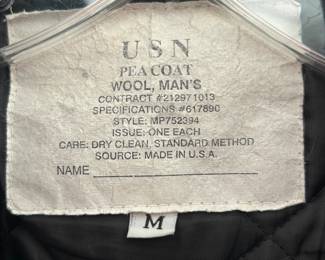 USN
PEA COAT
WOOL, MAN'S
CONTRACT #212971013
SPECIFICATIONS #617890
STYLE: MP752394
ISSUE: ONE EACH
CARE: DRY CLEAN, STANDARD METHOD
SOURCE: MADE IN U.S.A.
NAME
M